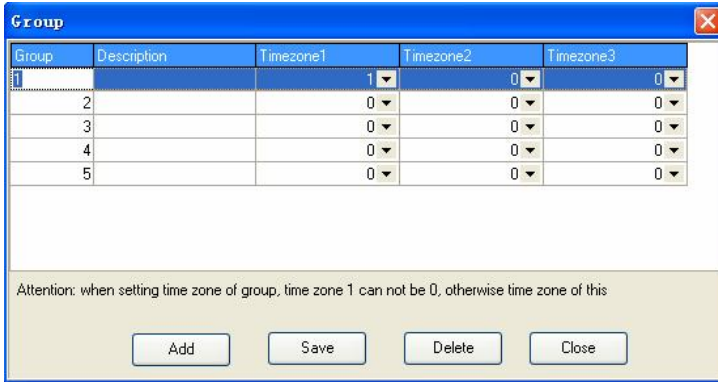 Group
Group Description Timezone1 Timezone2 Timezone3
1 1 0 0
2 0 0 0
3 0 0 0
4 0 0 0
5 0 0 0
Attention: when setting time zone of group, time zone 1 can not be 0, otherwise time zone of this
Add Save Delete Close